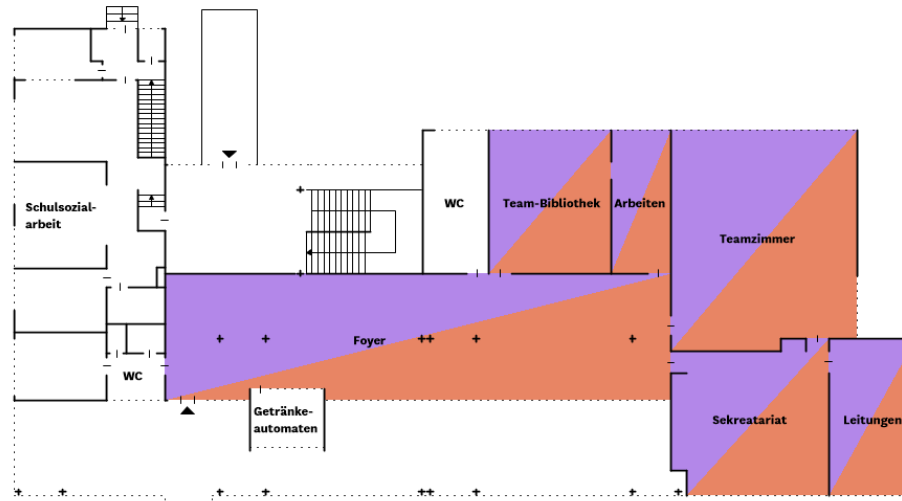 Schulsozial-
arbeit
WC
Team-Bibliothek
Arbeiten
Teamzimmer
Foyer
WC
Getränke-
automaten
Sekreatariat
Leitungen